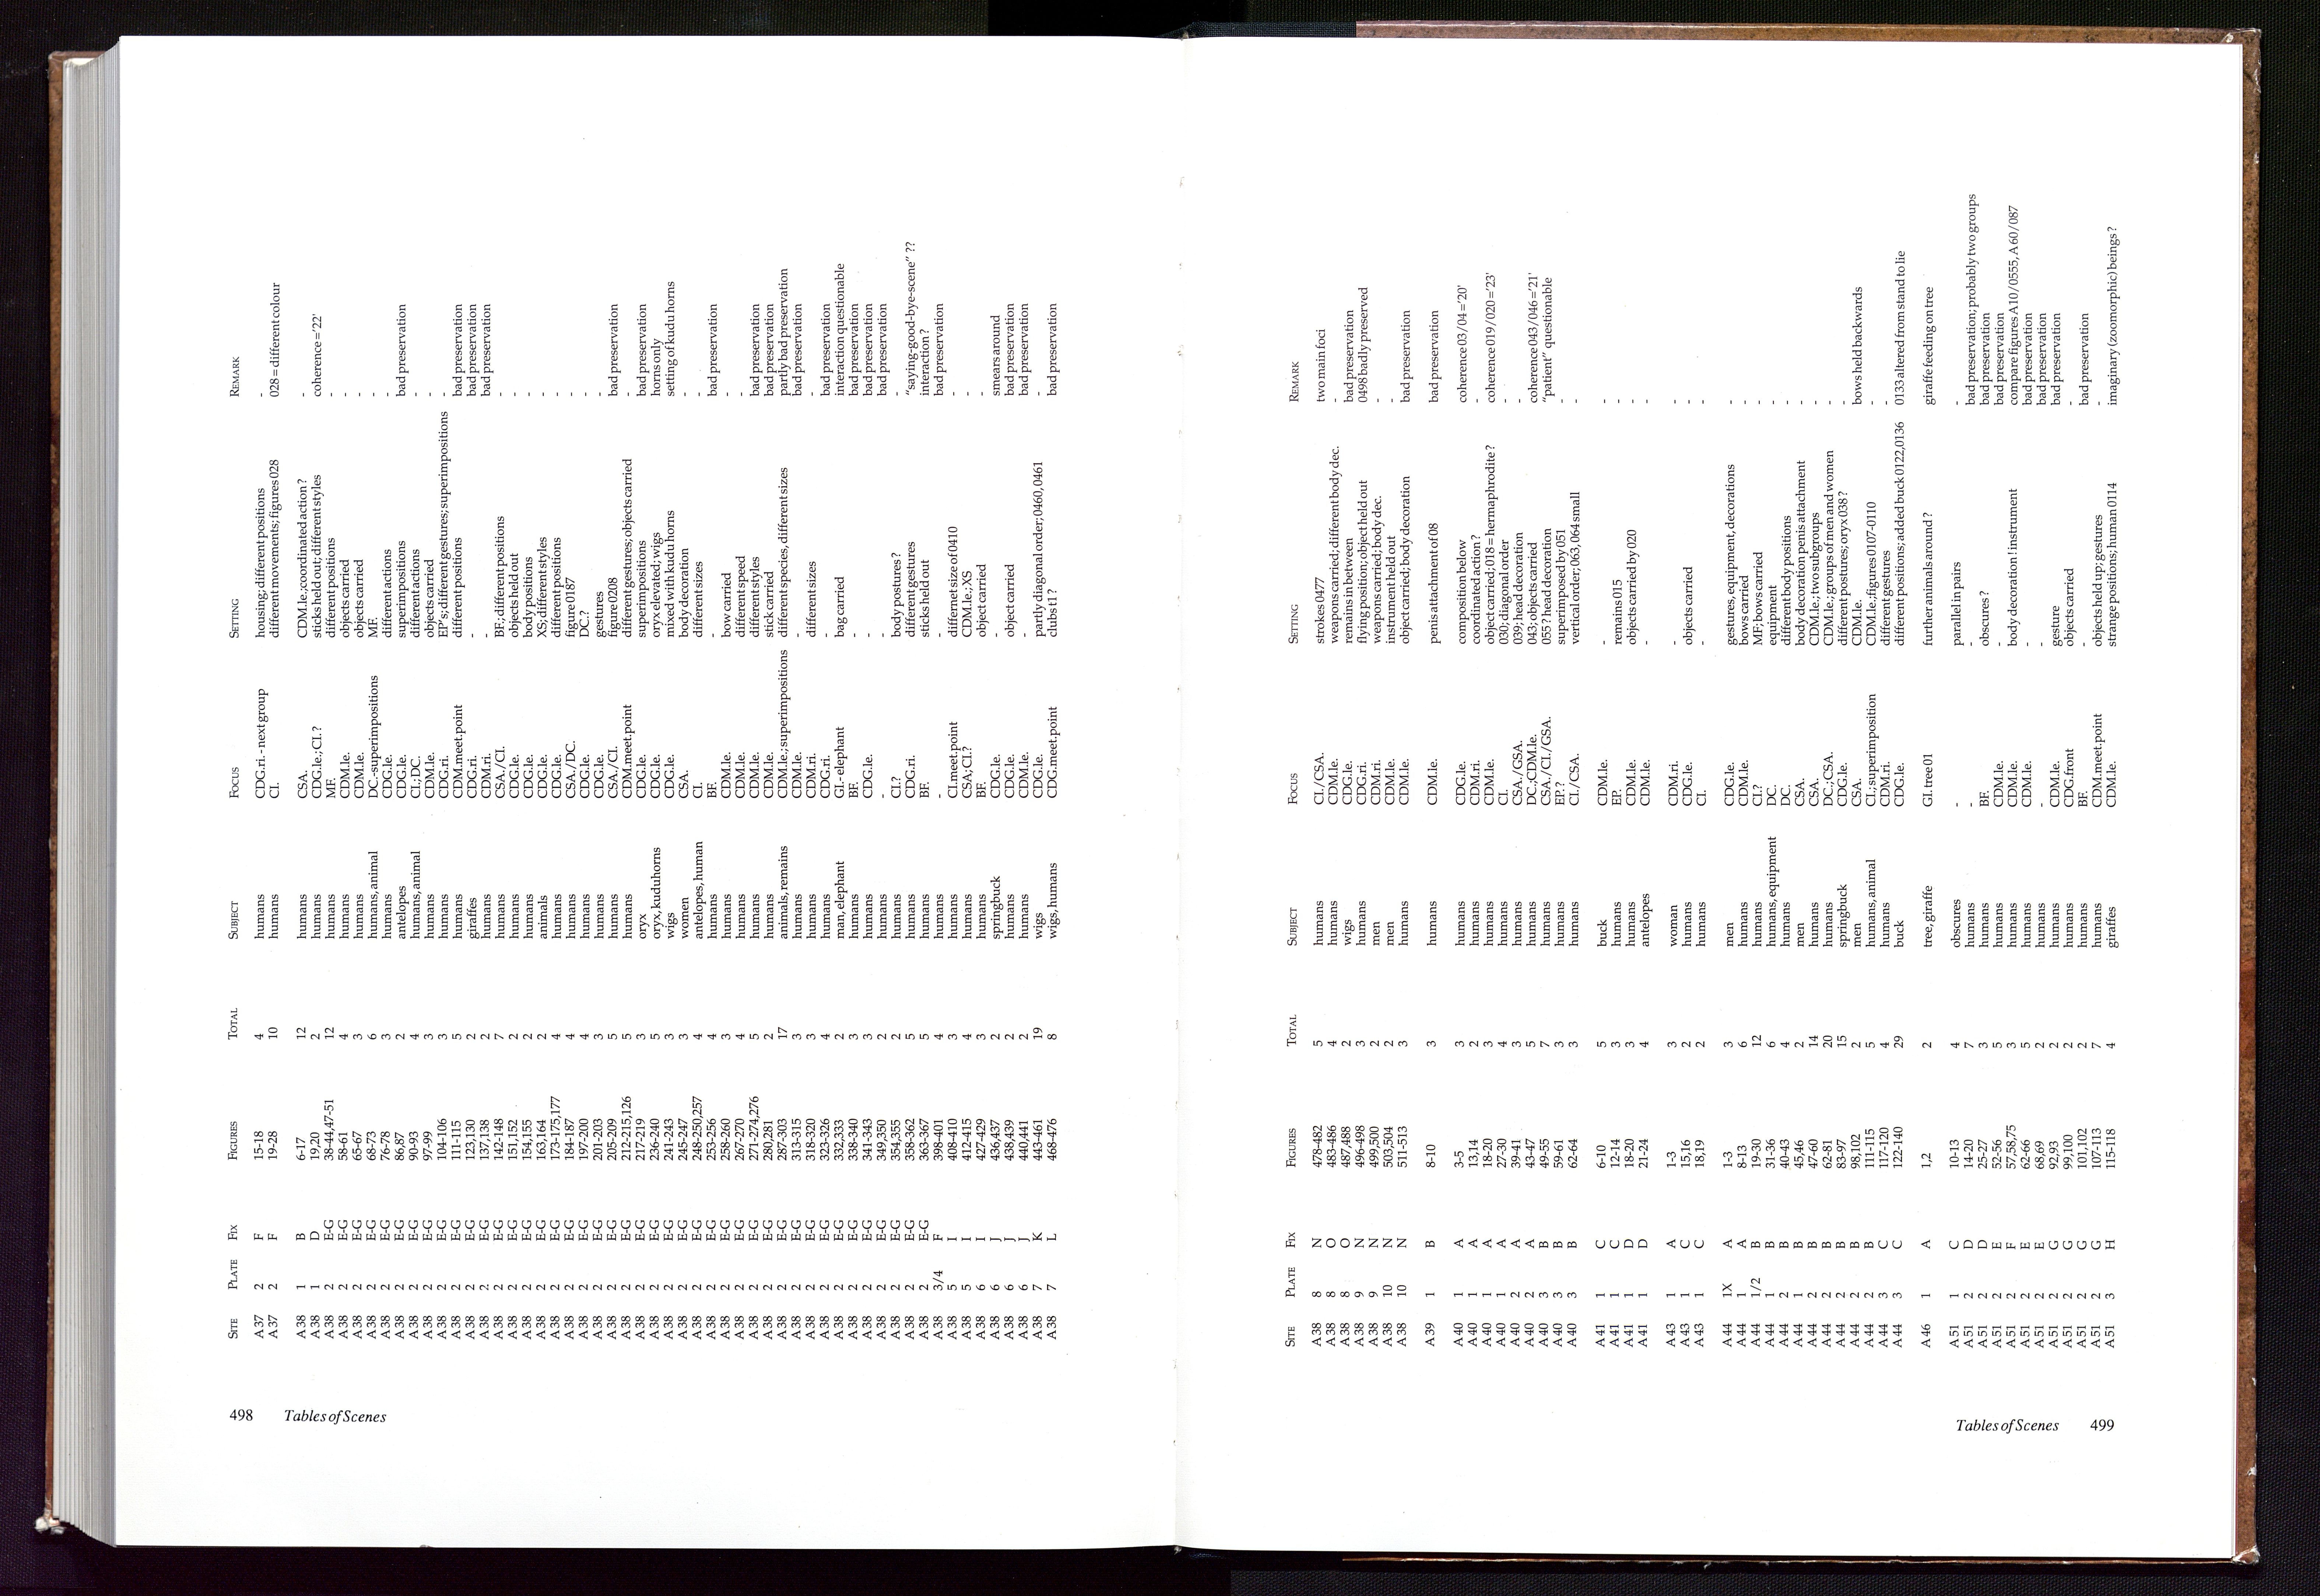 SITE PLATE FIX FIGURES TOTAL SUBJECT FOCUS SETTING REMARK
A 37 2 F 15-18 4 humans CDG.ri. - next group housing; different positions -
A 37 2 F 19-28 10 humans CI. different movements; figures 028 028 = different colour
A 38 1 B 6-17 12 humans CSA. CDM.le.; coordinated action? -
A 38 1 D 19,20 2 humans CDG.le.; CI.? sticks held out; different styles coherence='22'
A 38 2 E-G 38-44,47-51 12 humans MF. different positions -
A 38 2 E-G 58-61 4 humans CDM.le. objects carried -
A 38 2 E-G 65-67 3 humans CDM.le. objects carried -
A 38 2 E-G 68-73 6 humans, animal DC.-superimpositions MF. -
A 38 2 E-G 76-78 3 humans CDG.le. different actions -
A 38 2 E-G 86,87 2 antelopes CDG.le. superimpositions bad preservation
A 38 2 E-G 90-93 4 humans, animal CI.; DC. different actions -
A 38 2 E-G 97-99 3 humans CDM.le. objects carried -
A 38 2 E-G 104-106 3 humans CDG.ri. EP's; different gestures; superimpositions -
A 38 2 E-G 111-115 5 humans CDM.meet.point different positions bad preservation
A 38 2 E-G 123,130 2 giraffes CDG.ri. - bad preservation
A 38 2 E-G 137,138 2 humans CDM.ri. - bad preservation
A 38 2 E-G 142-148 7 humans CSA./CI. BF.; different positions -
A 38 2 E-G 151,152 2 humans CDG.le. objects held out -
A 38 2 E-G 154,155 2 humans CDG.le. body positions -
A 38 2 E-G 163,164 2 animals CDG.le. XS; different styles -
A 38 2 E-G 173-175,177 4 humans CDG.le. different positions -
A 38 2 E-G 184-187 4 humans CSA./DC. figure 01187 -
A 38 2 E-G 197-200 4 humans CDG.le. DC.? -
A 38 2 E-G 201-203 3 humans CDG.le. gestures -
A 38 2 E-G 205-209 5 humans CSA./CI. figure 0208 bad preservation
A 38 2 E-G 212-215,126 5 humans CDM.meet.point different gestures; objects carried -
A 38 2 E-G 217-219 3 oryx CDG.le. superimpositions bad preservation
A 38 2 E-G 236-240 5 oryx, kuduhorns CDG.le. oryx elevated; wigs horns only
A 38 2 E-G 241-243 3 wigs CDG.le. mixed with kudu horns setting of kudu horns
A 38 2 E-G 245-247 3 women CSA. body decoration -
A 38 2 E-G 248-250,257 4 antelopes, human CI. different sizes -
A 38 2 E-G 253-256 4 humans BF. - bad preservation
A 38 2 E-G 258-260 3 humans CDM.le. bow carried -
A 38 2 E-G 267-270 4 humans CDM.le. different speed -
A 38 2 E-G 271-274,276 5 humans CDM.le. different styles bad preservation
A 38 2 E-G 280,281 2 humans CDM.le. stick carried bad preservation
A 38 2 E-G 287-303 17 animals, remains CDM.le.; superimpositions different species, different sizes partly bad preservation
A 38 2 E-G 313-315 3 humans CDM.le. - bad preservation
A 38 2 E-G 318-320 3 humans CDM.ri. different sizes -
A 38 2 E-G 323-326 4 humans CDG.ri. - bad preservation
A 38 2 E-G 332,333 2 man, elephant GI.-elephant bag carried interaction questionable
A 38 2 E-G 338-340 3 humans BF. - bad preservation
A 38 2 E-G 341-343 3 humans CDG.le. - bad preservation
A 38 2 E-G 349,350 2 humans - - bad preservation
A 38 2 E-G 354,355 2 humans CI.? body postures? -
A 38 2 E-G 358-362 5 humans CDG.ri. different gestures "saying-good-bye-scene" ??
A 38 2 E-G 363-367 5 humans BF. sticks held out interaction?
A 38 3/4 F 398-401 4 humans - - bad preservation
A 38 5 I 408-410 3 humans CI.meet.point differnet size of 0410 -
A 38 5 I 412-415 4 humans CSA; CI.? CDM.le.; XS -
A 38 6 I 427-429 3 humans BF. object carried -
A 38 6 J 436,437 2 springbuck CDG.le. - smears around
A 38 6 J 438,439 2 humans CDG.le. object carried bad preservation
A 38 6 J 440,441 2 humans CDM.le. - bad preservation
A 38 7 K 443-461 19 wigs CDG.le. partly diagonal order; 0460,0461 -
A 38 7 L 468-476 8 wigs, humans CDG.meet.point clubst1? bad preservation
498 Tables of Scenes
SITE PLATE FIX FIGURES TOTAL SUBJECT FOCUS SETTING REMARK
A 38 8 N 478-482 5 humans CI./CSA. strokes 0477 two main foci
A 38 8 O 483-486 4 humans CDM.le. weapons carried; different body dec. -
A 38 8 O 487,488 2 wigs CDG.le. remains in between bad preservation
A 38 9 N 496-498 3 humans CDG.ri. flying position; object held out 0498 badly preserved
A 38 9 N 499,500 2 men CDM.ri. weapons carried; body dec. -
A 38 10 N 503,504 2 men CDM.le. instrument held out -
A 38 10 N 511-513 3 humans CDM.le. object carried; body decoration bad preservation
A 39 1 B 8-10 3 humans CDM.le. penis attachment of 08 bad preservation
A 40 1 A 3-5 3 humans CDG.le. composition below coherence 03/04='20'
A 40 1 A 13,14 2 humans CDM.ri. coordinated action? -
A 40 1 A 18-20 3 humans CDM.le. object carried; 018=hermaphrodite? coherence 019/020='23'
A 40 1 A 27-30 4 humans CI. 030; diagonal order -
A 40 2 A 39-41 3 humans CSA./GSA. 039; head decoration -
A 40 2 A 43-47 5 humans DC.;CDM.le. 043; objects carried coherence 043/046='21'
A 40 3 B 49-55 7 humans CSA./CI./GSA. 055? head decoration "patient" questionable
A 40 3 B 59-61 3 humans EP.? superimposed by 051 -
A 40 3 B 62-64 3 humans CI./CSA. vertical order; 063, 064 small -
A 41 1 C 6-10 5 buck CDM.le. - -
A 41 1 C 12-14 3 humans EP. remains 015 -
A 41 1 D 18-20 3 humans CDM.le. objects carried by 020 -
A 41 1 D 21-24 4 antelopes CDM.le. - -
A 43 1 A 1-3 3 woman CDM.ri. - -
A 43 1 C 15,16 2 humans CDG.le. objects carried -
A 43 1 C 18,19 2 humans CI. - -
A 44 1X A 1-3 3 men CDG.le. gestures, equipment, decorations -
A 44 1 A 8-13 6 humans CDM.le. bows carried -
A 44 1/2 B 19-30 12 humans CI.? MF; bows carried -
A 44 1 B 31-36 6 humans, equipment DC. equipment -
A 44 2 B 40-43 4 humans DC. different body positions -
A 44 1 B 45,46 2 men CSA. body decoration penis attachment -
A 44 2 B 47-60 14 humans CSA. CDM.le.; two subgroups -
A 44 2 B 62-81 20 humans DC.; CSA. CDM.le.; groups of men and women -
A 44 2 B 83-97 15 springbuck CDG.le. different postures; oryx 038? -
A 44 2 B 98,102 2 men CSA. CDM.le. bows held backwards
A 44 2 B 111-115 5 humans, animal CI.; superimposition CDM.le.; figures 0107-0110 -
A 44 3 C 117-120 4 humans CDM.ri. different gestures -
A 44 3 C 122-140 29 buck CDG.le. different positions; added buck 0122,0136 0133 altered from stand to lie
A 46 1 A 1,2 2 tree, giraffe GI. tree 01 further animals around? giraffe feeding on tree
A 51 1 C 10-13 4 obscures - parallel in pairs -
A 51 2 D 14-20 7 humans - - bad preservation; probably two groups
A 51 2 D 25-27 3 humans BF. obscures? bad preservation
A 51 2 E 52-56 5 humans CDM.le. - bad preservation
A 51 2 F 57,58,75 3 humans CDM.le. body decoration! instrument compare figures A 10/0555, A 60/087
A 51 2 E 62-66 5 humans CDM.le. - bad preservation
A 51 2 E 68,69 2 humans - - bad preservation
A 51 2 G 92,93 2 humans CDM.le. gesture bad preservation
A 51 2 G 99,100 2 humans CDG.front objects carried -
A 51 2 G 101,102 2 humans BF. - bad preservation
A 51 2 G 107-113 7 humans CDM.meet.point objects held up; gestures -
A 51 3 H 115-118 4 giraffes CDM.le. strange positions; human 0114 imaginary (zoomorphic) beings?
Tables of Scenes 499